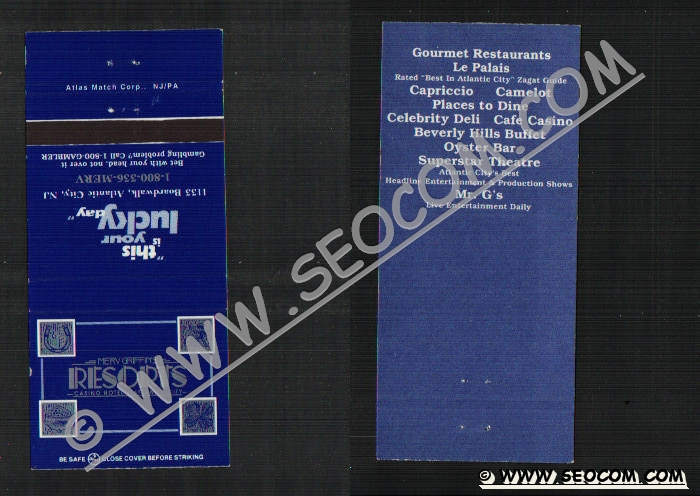 Atlas Match Corp., NJ/PA
Gambling problem? Call 1-800-GAMBLER
Bet with your head, not over it
1-800-336-MERV
1133 Boardwalk, Atlantic City, NJ
"this
is
your
lucky
day"
MERV GRIFFIN'S
RESORTS
CASINO HOTEL
BE SAFE CLOSE COVER BEFORE STRIKING
Gourmet Restaurants
Le Palais
Rated "Best In Atlantic City" Zagat Guide
Capriccio Camelot
Places to Dine
Celebrity Deli Cafe Casino
Beverly Hills Buffet
Oyster Bar
Superstar Theatre
Atlantic City's Best
Headline Entertainment & Production Shows
Mr. G's
Live Entertainment Daily
© WWW.SEOCOM.COM
© WWW.SEOCOM.COM